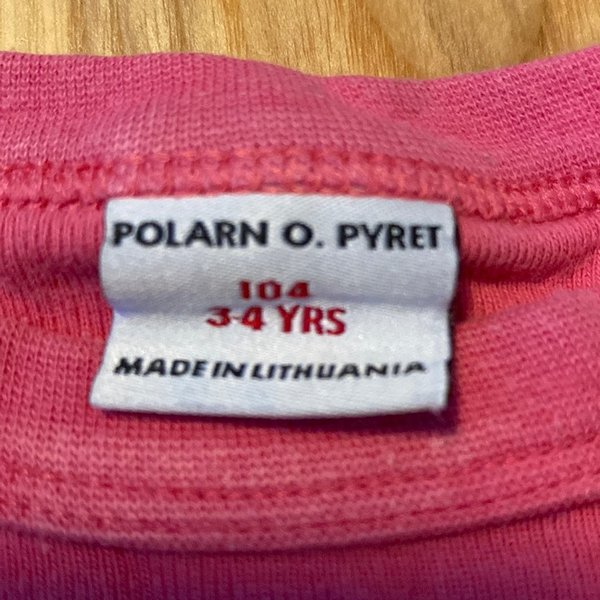 POLARN O. PYRET
104
3-4 YRS
MADE IN LITHUANIA